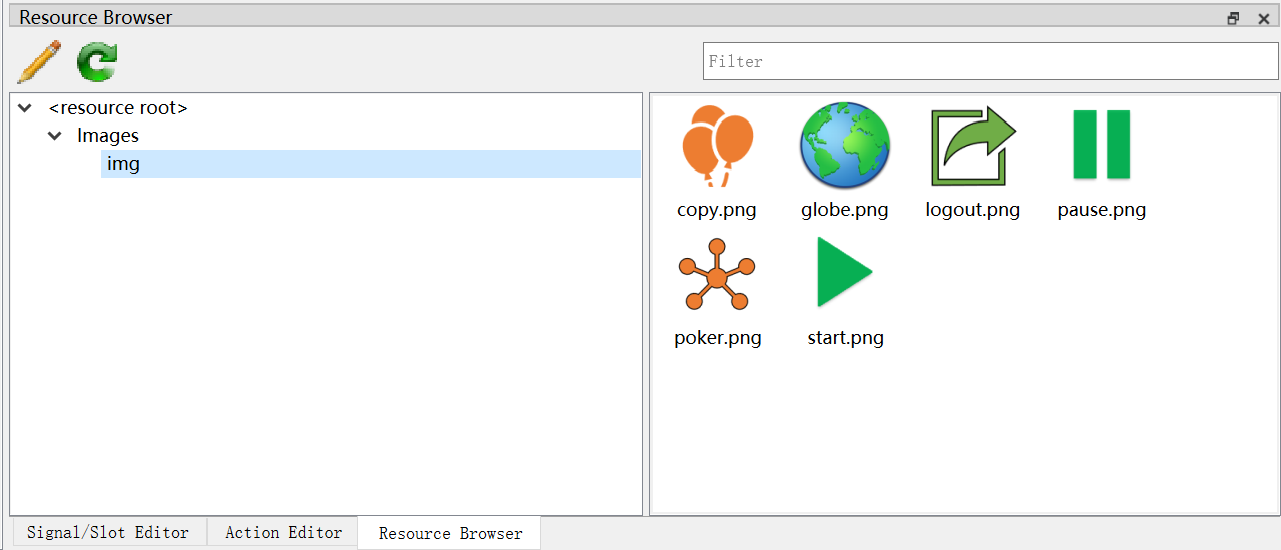 Resource Browser
Filter
<resource root>
Images
img
copy.png
globe.png
logout.png
pause.png
poker.png
start.png
Signal/Slot Editor
Action Editor
Resource Browser